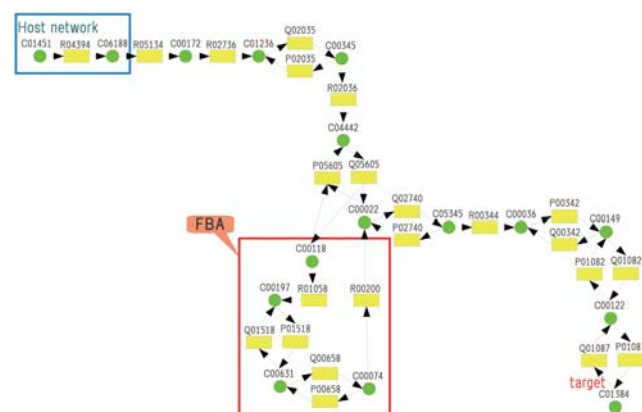 Host network
C01451 R04394 C06188 R05134 C00172 R02736 C01236 Q02035 C00345
P02035
R02036
C04442
P05605 Q05605
C00022 Q02740 C05345 R00344 C00036 P00342 C00149
P02740 Q00342
P01082 Q01082
FBA
C00118
C00197 R01058 R00200
C00122
Q01518 P01518
Q01087
Q00658
C00631 P00658 C00074
target
C01384